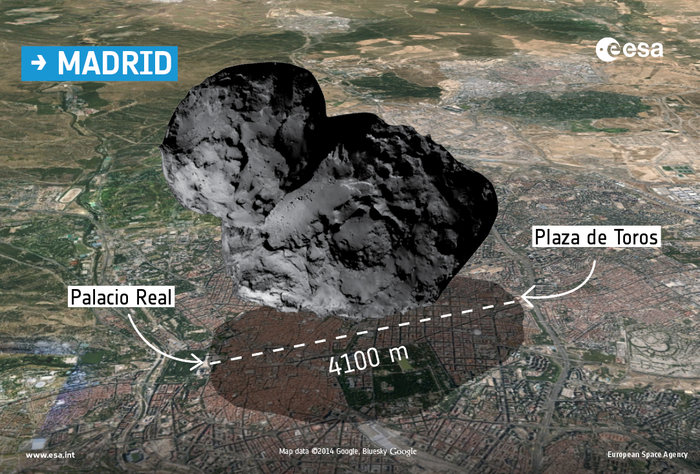 → MADRID
esa
Plaza de Toros
Palacio Real
4100 m
www.esa.int
Map data ©2014 Google, Bluesky Google
European Space Agency